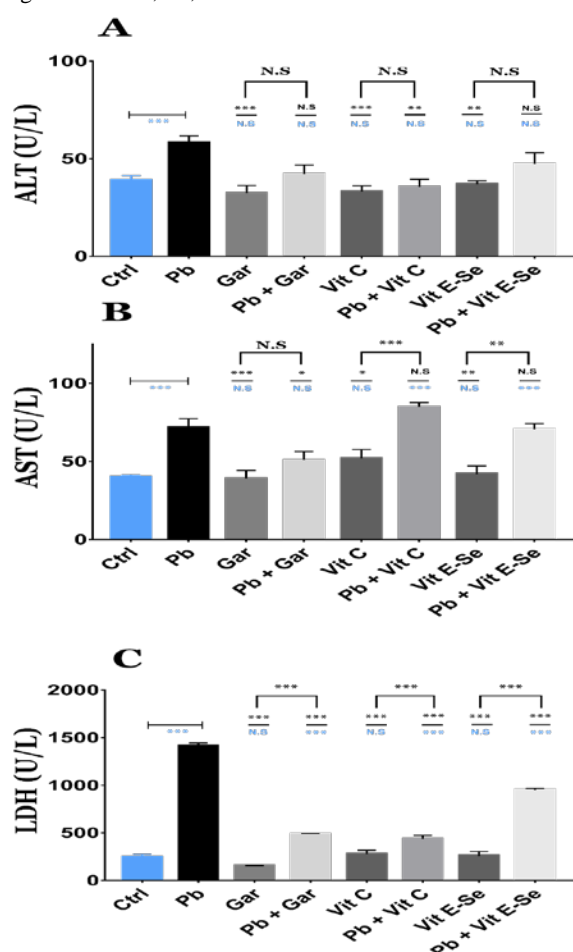 A
100
N.S N.S N.S
*** N.S *** ** ** N.S
*** N.S N.S N.S N.S N.S N.S
ALT (U/L)
50
0
Ctrl Pb Gar Pb + Gar Vit C Pb + Vit C Vit E-Se Pb + Vit E-Se
B
100
N.S *** **
*** * * N.S ** N.S
*** N.S N.S N.S *** N.S ***
AST (U/L)
50
0
Ctrl Pb Gar Pb + Gar Vit C Pb + Vit C Vit E-Se Pb + Vit E-Se
C
2000
*** *** ***
*** *** *** *** *** ***
*** N.S *** N.S *** N.S ***
1500
LDH (U/L)
1000
500
0
Ctrl Pb Gar Pb + Gar Vit C Pb + Vit C Vit E-Se Pb + Vit E-Se